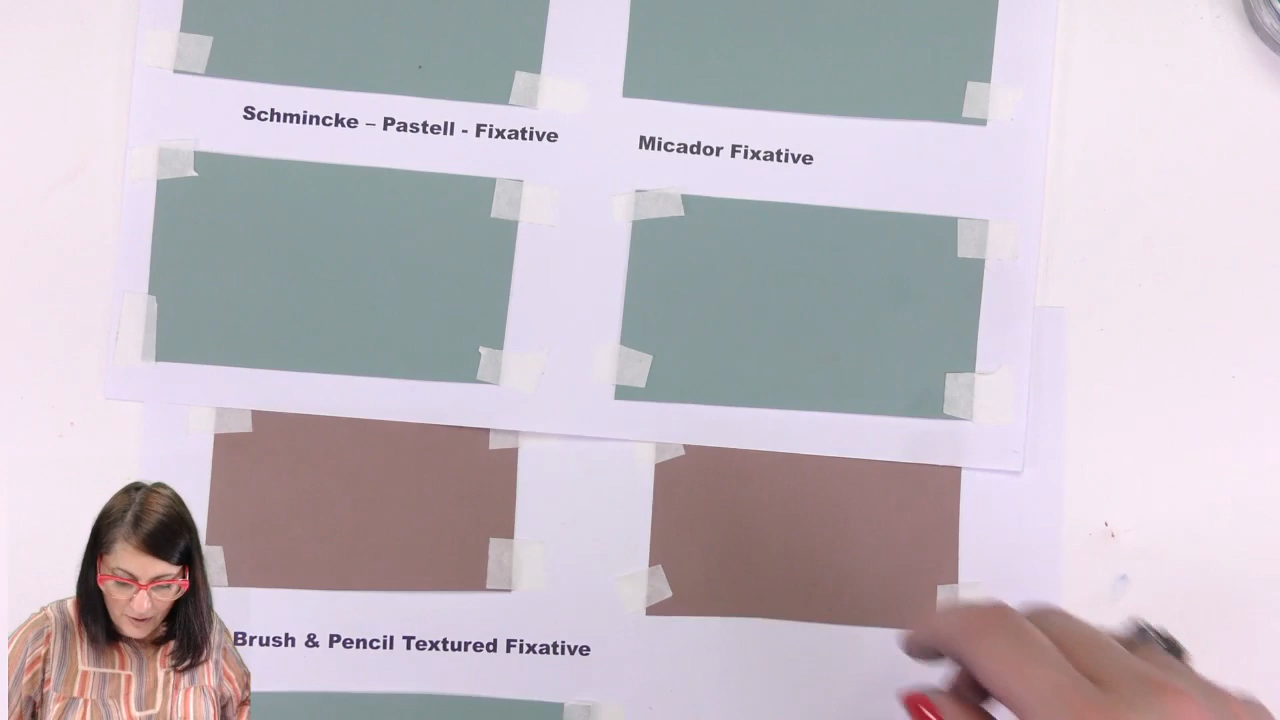 Schmincke – Pastell - Fixative
Micador Fixative
Brush & Pencil Textured Fixative